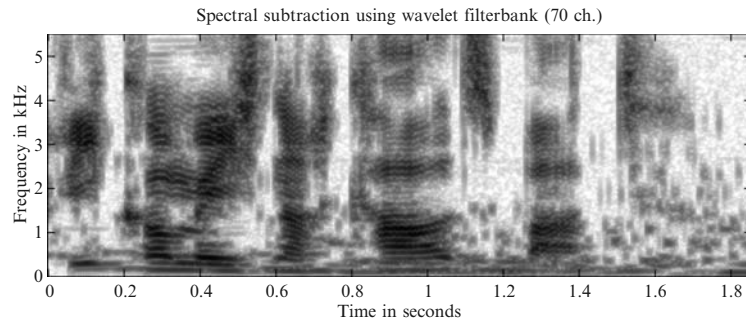 Spectral subtraction using wavelet filterbank (70 ch.)
Frequency in kHz
5
4
3
2
1
0
0 0.2 0.4 0.6 0.8 1 1.2 1.4 1.6 1.8
Time in seconds